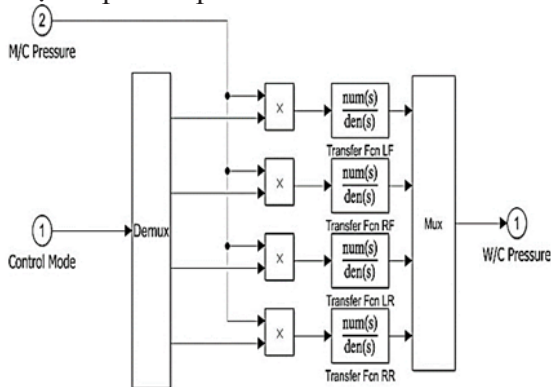 2
M/C Pressure
1
Control Mode
Demux
×
num(s)
den(s)
Transfer Fcn LF
×
num(s)
den(s)
Transfer Fcn RF
×
num(s)
den(s)
Transfer Fcn LR
×
num(s)
den(s)
Transfer Fcn RR
Mux
1
W/C Pressure